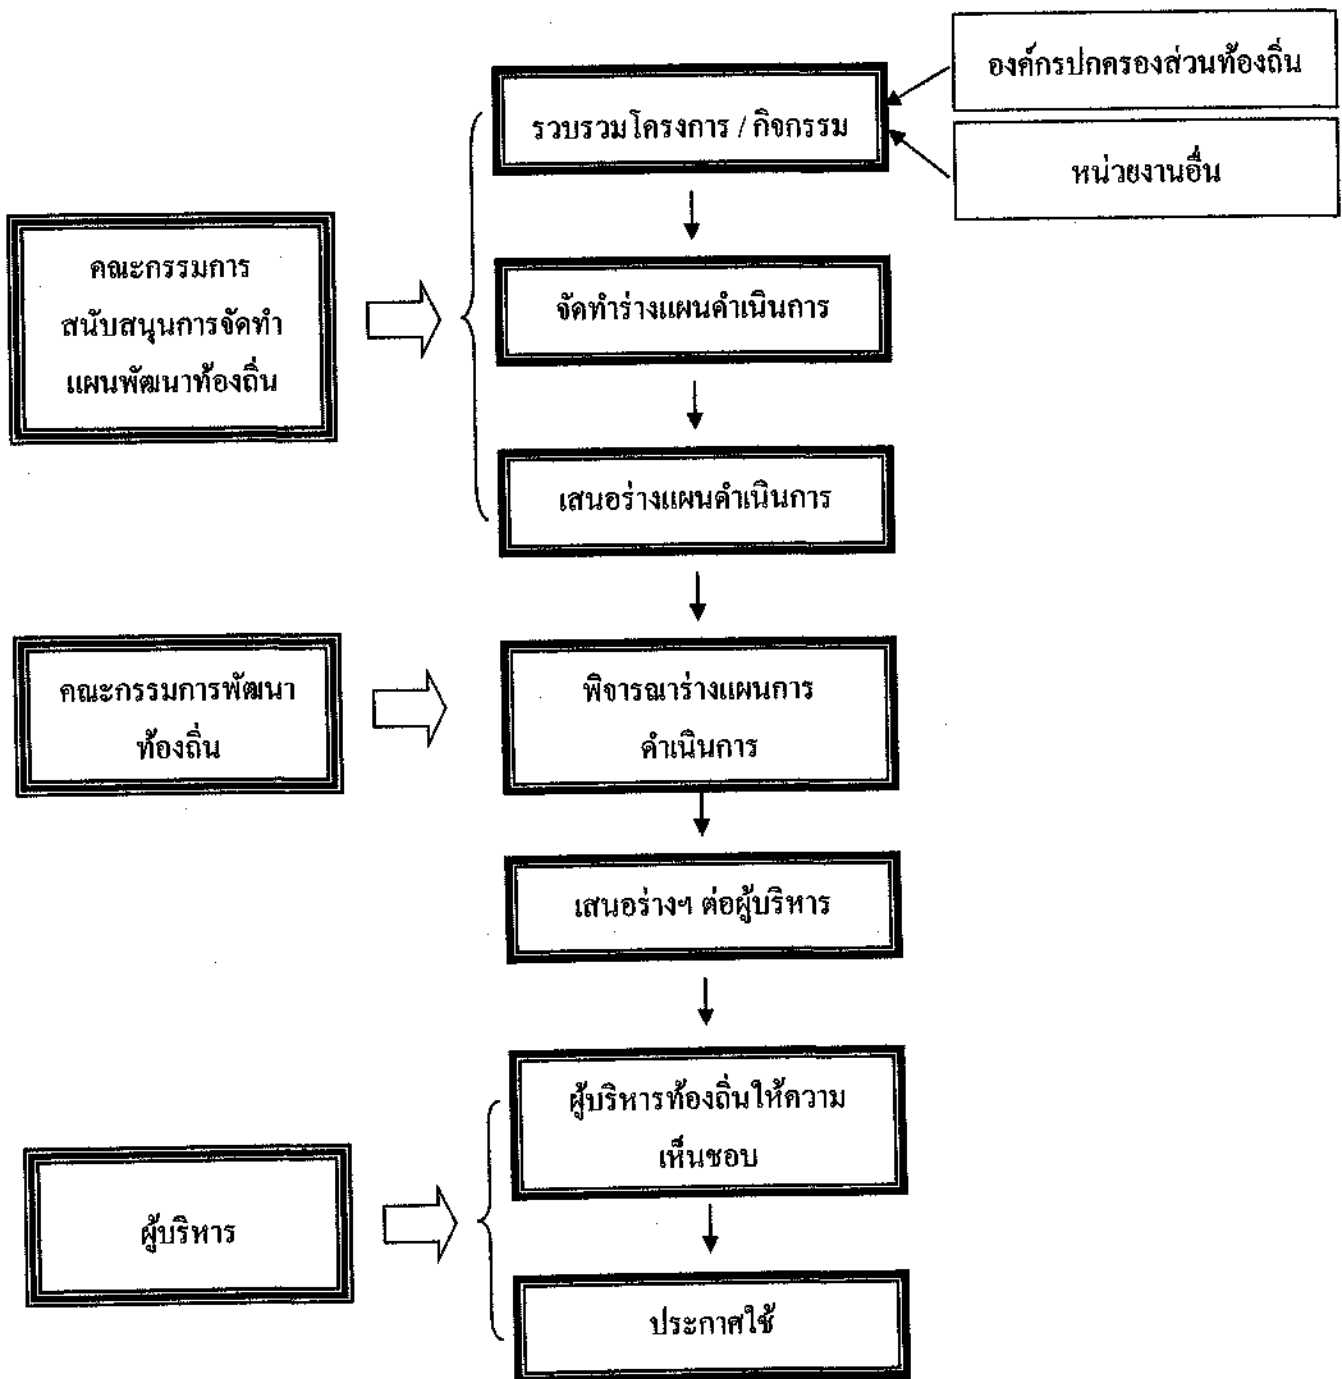 องค์กรปกครองส่วนท้องถิ่น
รวบรวมโครงการ / กิจกรรม
หน่วยงานอื่น
คณะกรรมการ
สนับสนุนการจัดทำ
แผนพัฒนาท้องถิ่น
จัดทำร่างแผนดำเนินการ
เสนอร่างแผนดำเนินการ
คณะกรรมการพัฒนา
ท้องถิ่น
พิจารณาร่างแผนการ
ดำเนินการ
เสนอร่างฯ ต่อผู้บริหาร
ผู้บริหารท้องถิ่นให้ความ
เห็นชอบ
ผู้บริหาร
ประกาศใช้